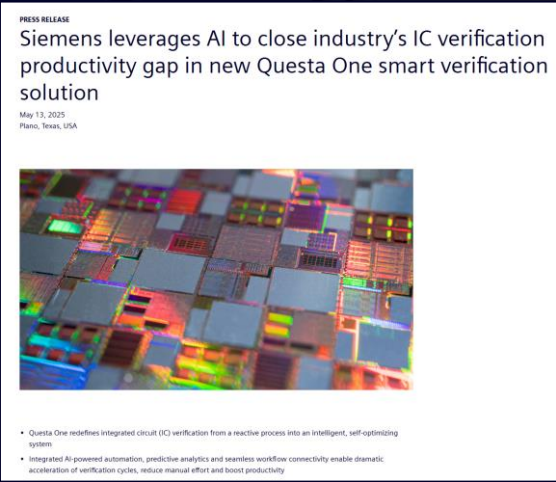 PRESS RELEASE
Siemens leverages AI to close industry's IC verification
productivity gap in new Questa One smart verification
solution
May 13, 2025
Plano, Texas, USA
• Questa One redefines integrated circuit (IC) verification from a reactive process into an intelligent, self-optimizing
system
• Integrated AI-powered automation, predictive analytics and seamless workflow connectivity enable dramatic
acceleration of verification cycles, reduce manual effort and boost productivity